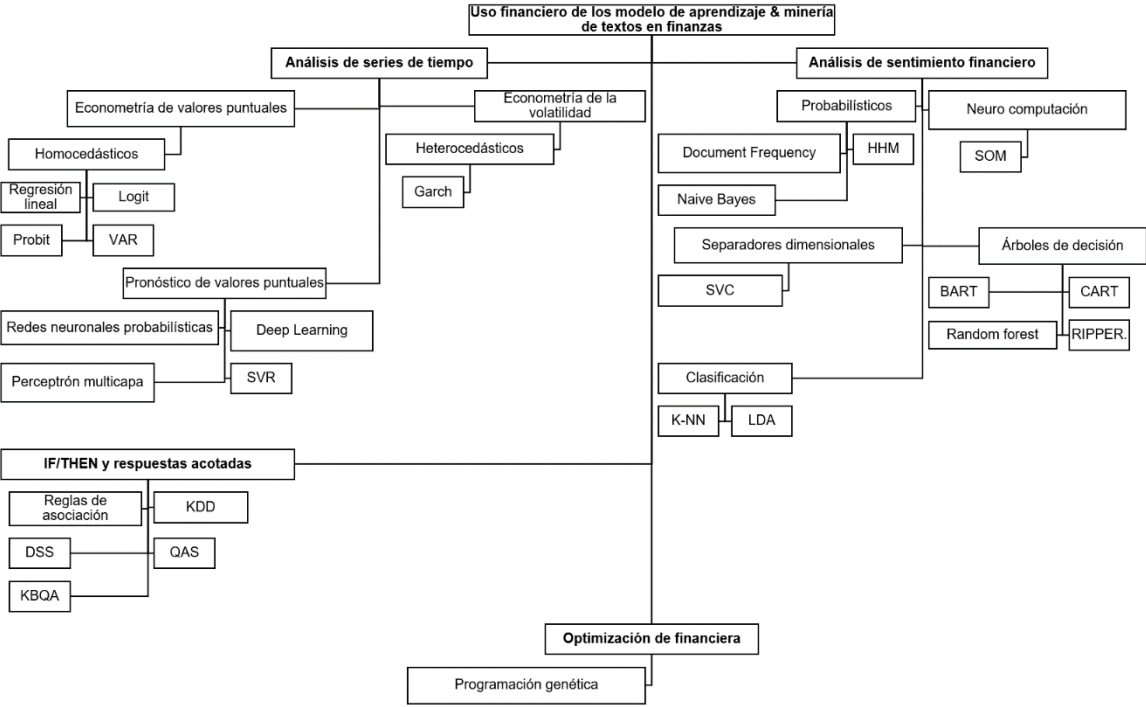 Uso financiero de los modelo de aprendizaje & minería
de textos en finanzas
Análisis de series de tiempo
Econometría de valores puntuales
Homocedásticos
Regresión
lineal
Logit
Probit
VAR
Econometría de la
volatilidad
Heterocedásticos
Garch
Pronóstico de valores puntuales
Redes neuronales probabilísticas
Deep Learning
Perceptrón multicapa
SVR
Análisis de sentimiento financiero
Probabilísticos
Document Frequency
HHM
Naive Bayes
Neuro computación
SOM
Separadores dimensionales
SVC
Árboles de decisión
BART
CART
Random forest
RIPPER.
Clasificación
K-NN
LDA
IF/THEN y respuestas acotadas
Reglas de
asociación
KDD
DSS
QAS
KBQA
Optimización de financiera
Programación genética